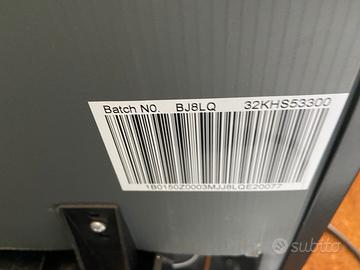 Batch N0. BJ8LQ 32KHS53300
1B0150Z0003MJJ8LQE20077
subito